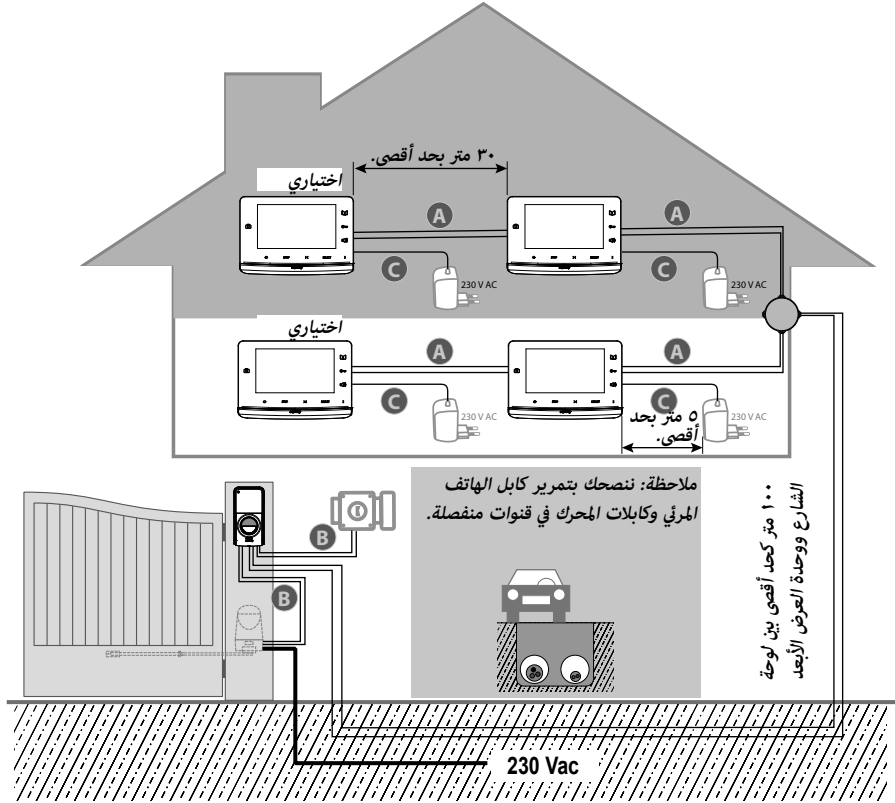 ٣٠ متر بحد أقصى.
اختياري
A
A
C
230 V AC
C
230 V AC
اختياري
A
A
C
230 V AC
C
230 V AC
٥ متر بحد
أقصى.
ملاحظة: ننصحك بتمرير كابل الهاتف
المرئي وكابلات المحرك في قنوات منفصلة.
B
B
١٠٠ متر كحد أقصى بين لوحة
الشارع ووحدة العرض الأبعد
230 Vac